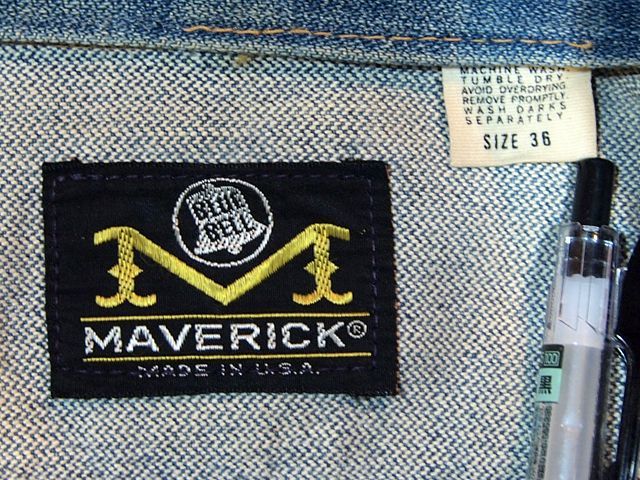 MACHINE WASH
TUMBLE DRY
AVOID OVERDRYING
REMOVE PROMPTLY
WASH DARKS
SEPARATELY
SIZE 36
BLUE
BELL
M
MAVERICK®
MADE IN U.S.A.
黒